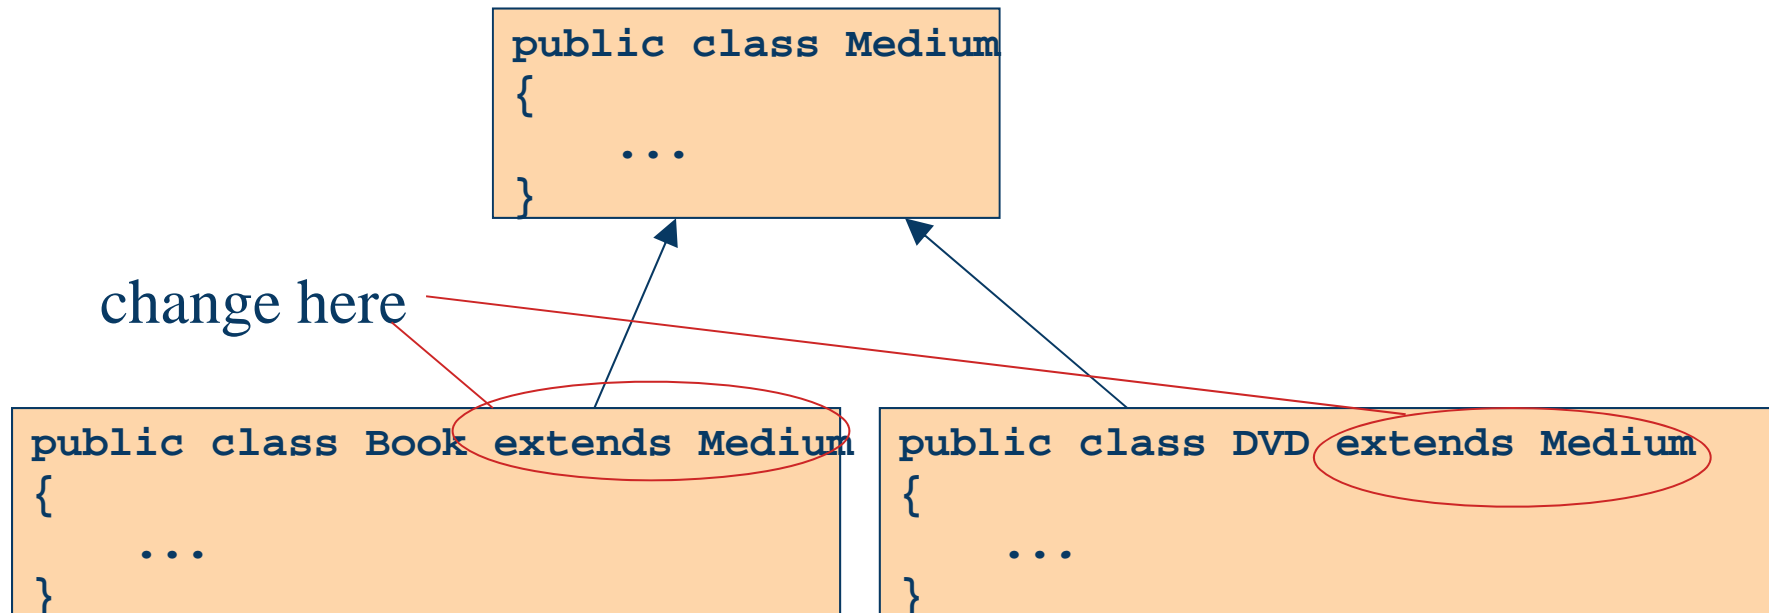 public class Medium
{
...
}
change here
public class Book extends Medium
{
...
}
public class DVD extends Medium
{
...
}